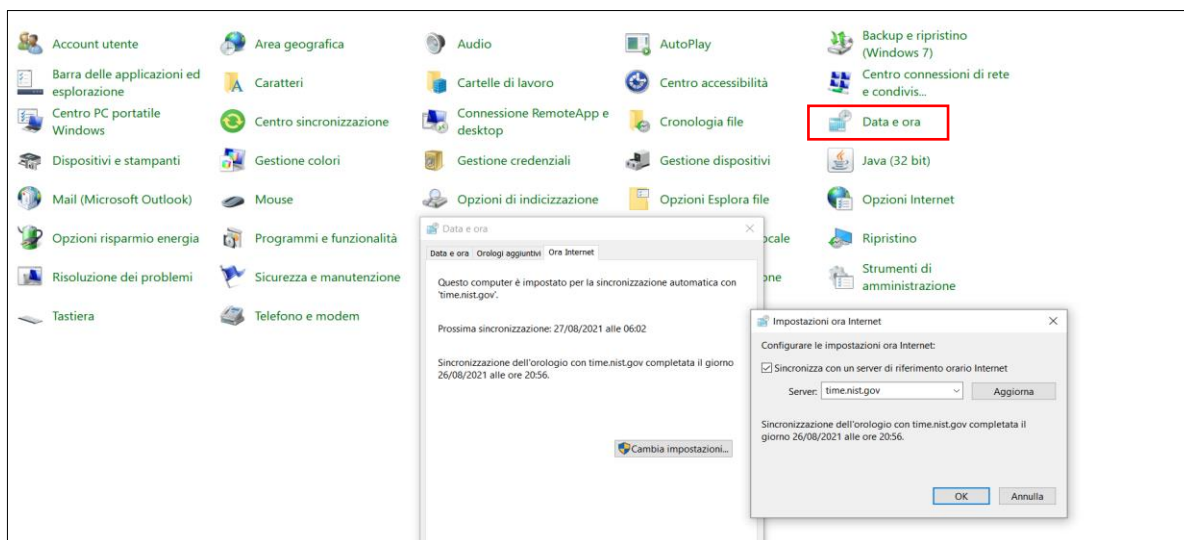 Account utente
Area geografica
Audio
AutoPlay
Backup e ripristino
(Windows 7)
Barra delle applicazioni ed
esplorazione
Caratteri
Cartelle di lavoro
Centro accessibilità
Centro connessioni di rete
e condivis...
Centro PC portatile
Windows
Centro sincronizzazione
Connessione RemoteApp e
desktop
Cronologia file
Data e ora
Dispositivi e stampanti
Gestione colori
Gestione credenziali
Gestione dispositivi
Java (32 bit)
Mail (Microsoft Outlook)
Mouse
Opzioni di indicizzazione
Opzioni Esplora file
Opzioni Internet
Opzioni risparmio energia
Programmi e funzionalità
Ripristino
Risoluzione dei problemi
Sicurezza e manutenzione
Strumenti di
amministrazione
Tastiera
Telefono e modem
Data e ora
Data e ora Orologi aggiuntivi Ora Internet
Questo computer è impostato per la sincronizzazione automatica con
'time.nist.gov'.
Prossima sincronizzazione: 27/08/2021 alle 06:02
Sincronizzazione dell'orologio con time.nist.gov completata il giorno
26/08/2021 alle ore 20:56.
Cambia impostazioni...
Impostazioni ora Internet
Configurare le impostazioni ora Internet:
Sincronizza con un server di riferimento orario Internet
Server: time.nist.gov Aggiorna
Sincronizzazione dell'orologio con time.nist.gov completata il
giorno 26/08/2021 alle ore 20:56.
OK Annulla